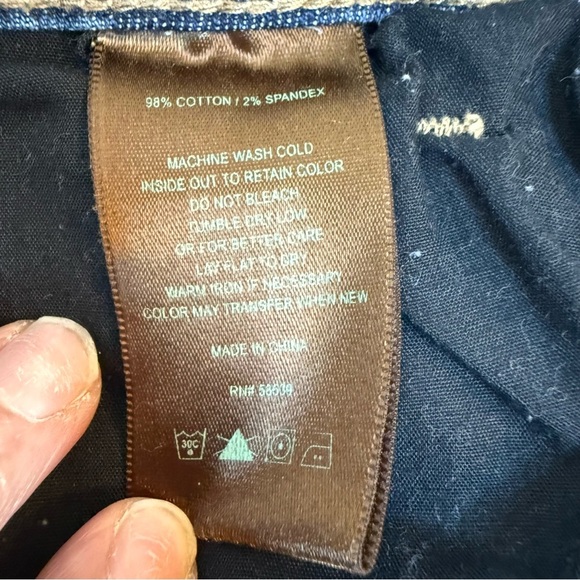 98% COTTON / 2% SPANDEX
MACHINE WASH COLD
INSIDE OUT TO RETAIN COLOR
DO NOT BLEACH
TUMBLE DRY LOW
OR FOR BETTER CARE
LAY FLAT TO DRY
WARM IRON IF NECESSARY
COLOR MAY TRANSFER WHEN NEW
MADE IN CHINA
RN# 58639
30C